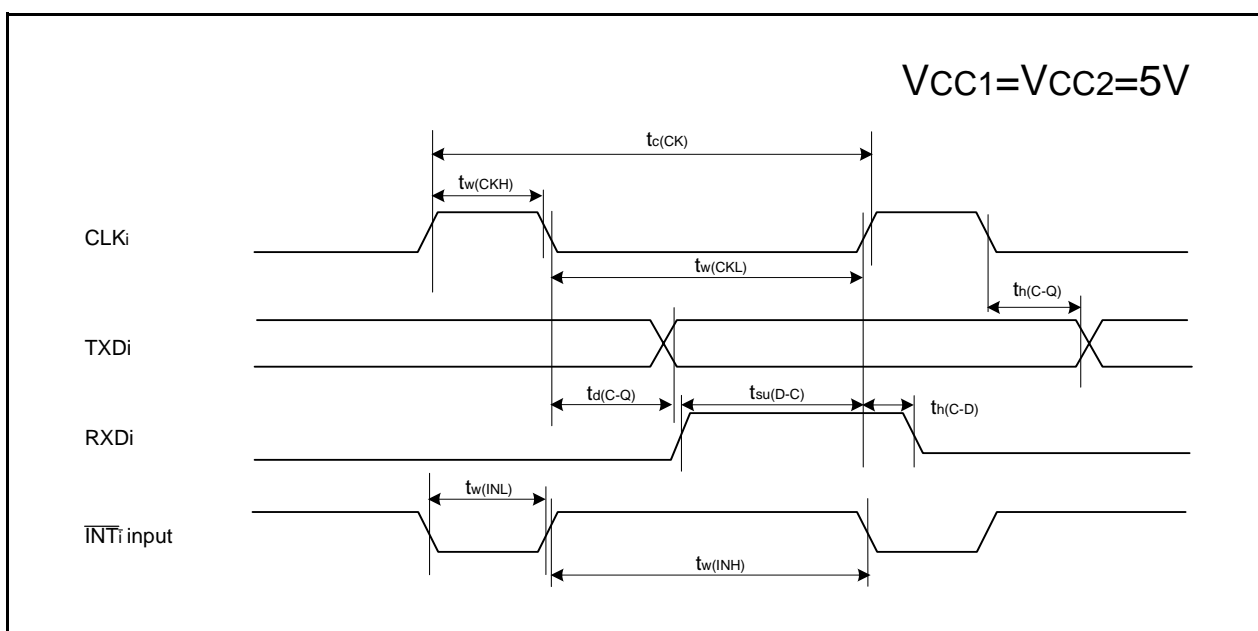 VCC1=VCC2=5V
tc(CK)
tw(CKH)
CLKi
tw(CKL)
th(C-Q)
TXDi
td(C-Q)
tsu(D-C)
th(C-D)
RXDi
tw(INL)
INTi input
tw(INH)